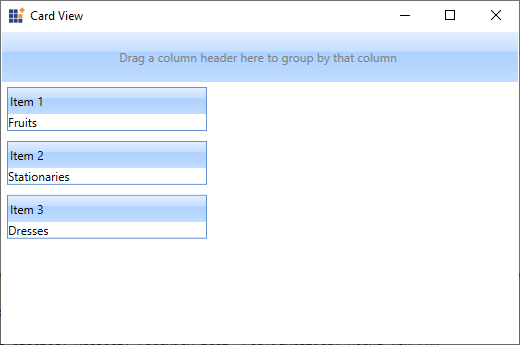 Card View
Drag a column header here to group by that column
Item 1
Fruits
Item 2
Stationaries
Item 3
Dresses